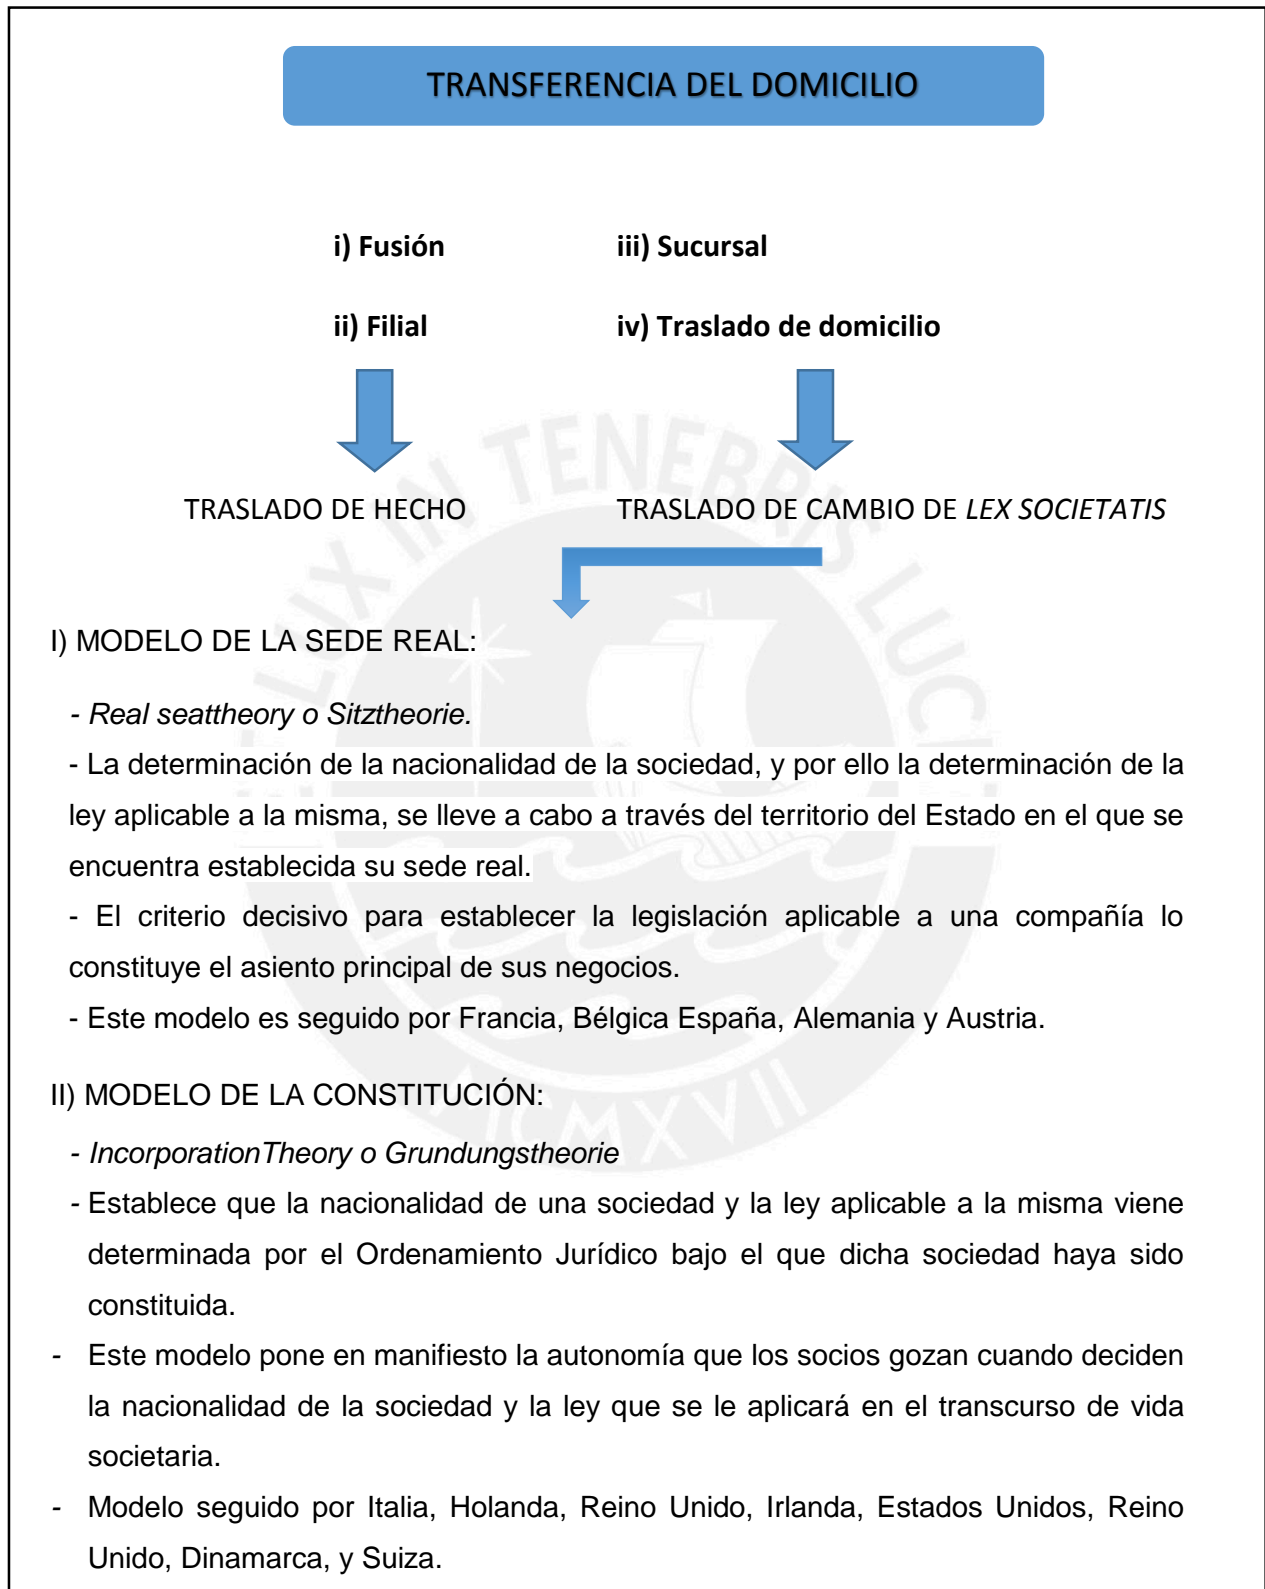 TRANSFERENCIA DEL DOMICILIO
i) Fusión
iii) Sucursal
ii) Filial
iv) Traslado de domicilio
TRASLADO DE HECHO
TRASLADO DE CAMBIO DE LEX SOCIETATIS
I) MODELO DE LA SEDE REAL:
- Real seattheory o Sitztheorie.
- La determinación de la nacionalidad de la sociedad, y por ello la determinación de la
ley aplicable a la misma, se lleve a cabo a través del territorio del Estado en el que se
encuentra establecida su sede real.
- El criterio decisivo para establecer la legislación aplicable a una compañía lo
constituye el asiento principal de sus negocios.
- Este modelo es seguido por Francia, Bélgica España, Alemania y Austria.
II) MODELO DE LA CONSTITUCIÓN:
- IncorporationTheory o Grundungstheorie
- Establece que la nacionalidad de una sociedad y la ley aplicable a la misma viene
determinada por el Ordenamiento Jurídico bajo el que dicha sociedad haya sido
constituida.
- Este modelo pone en manifiesto la autonomía que los socios gozan cuando deciden
la nacionalidad de la sociedad y la ley que se le aplicará en el transcurso de vida
societaria.
- Modelo seguido por Italia, Holanda, Reino Unido, Irlanda, Estados Unidos, Reino
Unido, Dinamarca, y Suiza.
ET LUX IN TENEBRIS LUCET
MCMXVII